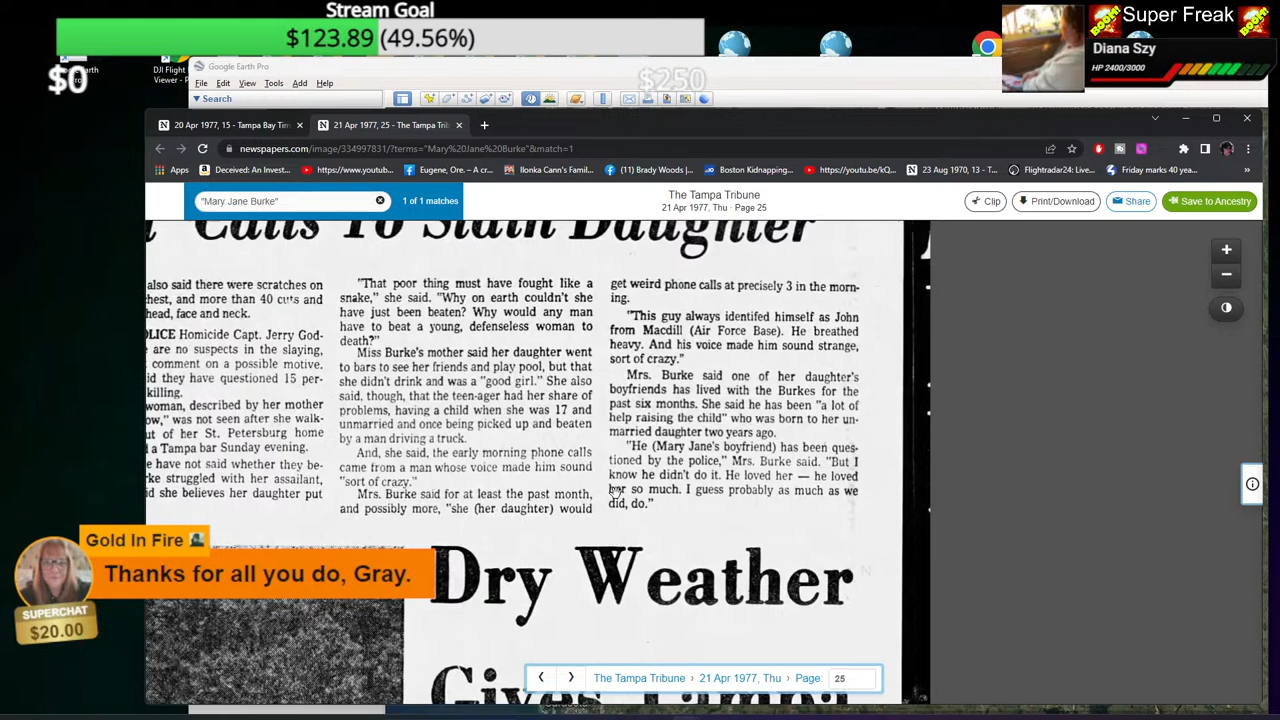 Stream Goal
$123.89 (49.56%)
$0
$250
Super Freak
Diana Szy
HP 2400/3000
DJI Flight
Viewer -
Google Earth Pro
File Edit View Tools Add Help
Search
20 Apr 1977, 15 - Tampa Bay Tim
21 Apr 1977, 25 - The Tampa Trib
newspapers.com/image/334997831/?terms="Mary%20Jane%20Burke"&match=1
Apps
Deceived: An Invest...
https://www.youtube...
Eugene, Ore. – A cr...
Ilonka Cann's Famil...
(11) Brady Woods |...
Boston Kidnapping...
https://youtu.be/kQ...
23 Aug 1970, 13 - T...
Flightradar24: Live...
Friday marks 40 yea...
"Mary Jane Burke"
1 of 1 matches
The Tampa Tribune
21 Apr 1977, Thu · Page 25
Clip
Print/Download
Share
Save to Ancestry
Calls To Slain Daughter
also said there were scratches on
hest, and more than 40 cuts and
head, face and neck.
OLICE Homicide Capt. Jerry God-
e are no suspects in the slaying,
comment on a possible motive.
id they have questioned 15 per-
killing.
woman, described by her mother
ow," was not seen after she walk-
ut of her St. Petersburg home
d a Tampa bar Sunday evening.
e have not said whether they be-
rke struggled with her assailant,
id she believes her daughter put
"That poor thing must have fought like a
snake," she said. "Why on earth couldn't she
have just been beaten? Why would any man
have to beat a young, defenseless woman to
death?"
Miss Burke's mother said her daughter went
to bars to see her friends and play pool, but that
she didn't drink and was a "good girl." She also
said, though, that the teen-ager had her share of
problems, having a child when she was 17 and
unmarried and once being picked up and beaten
by a man driving a truck.
And, she said, the early morning phone calls
came from a man whose voice made him sound
"sort of crazy."
Mrs. Burke said for at least the past month,
and possibly more, "she (her daughter) would
get weird phone calls at precisely 3 in the morn-
ing.
"This guy always identifed himself as John
from Macdill (Air Force Base). He breathed
heavy. And his voice made him sound strange,
sort of crazy."
Mrs. Burke said one of her daughter's
boyfriends has lived with the Burkes for the
past six months. She said he has been "a lot of
help raising the child" who was born to her un-
married daughter two years ago.
"He (Mary Jane's boyfriend) has been ques-
tioned by the police," Mrs. Burke said. "But I
know he didn't do it. He loved her — he loved
her so much. I guess probably as much as we
did, do."
Dry Weather
Gives Tampa
Gold In Fire
Thanks for all you do, Gray.
SUPERCHAT
$20.00
The Tampa Tribune › 21 Apr 1977, Thu › Page: 25